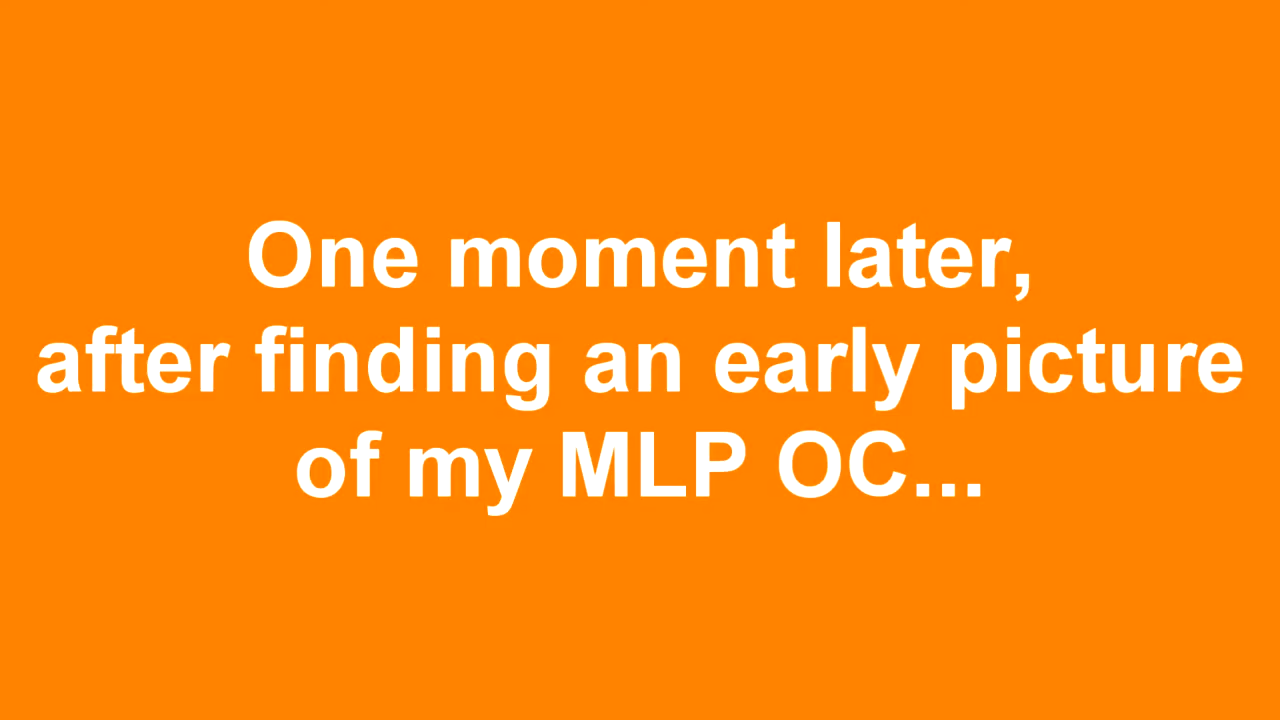 One moment later,
after finding an early picture
of my MLP OC...